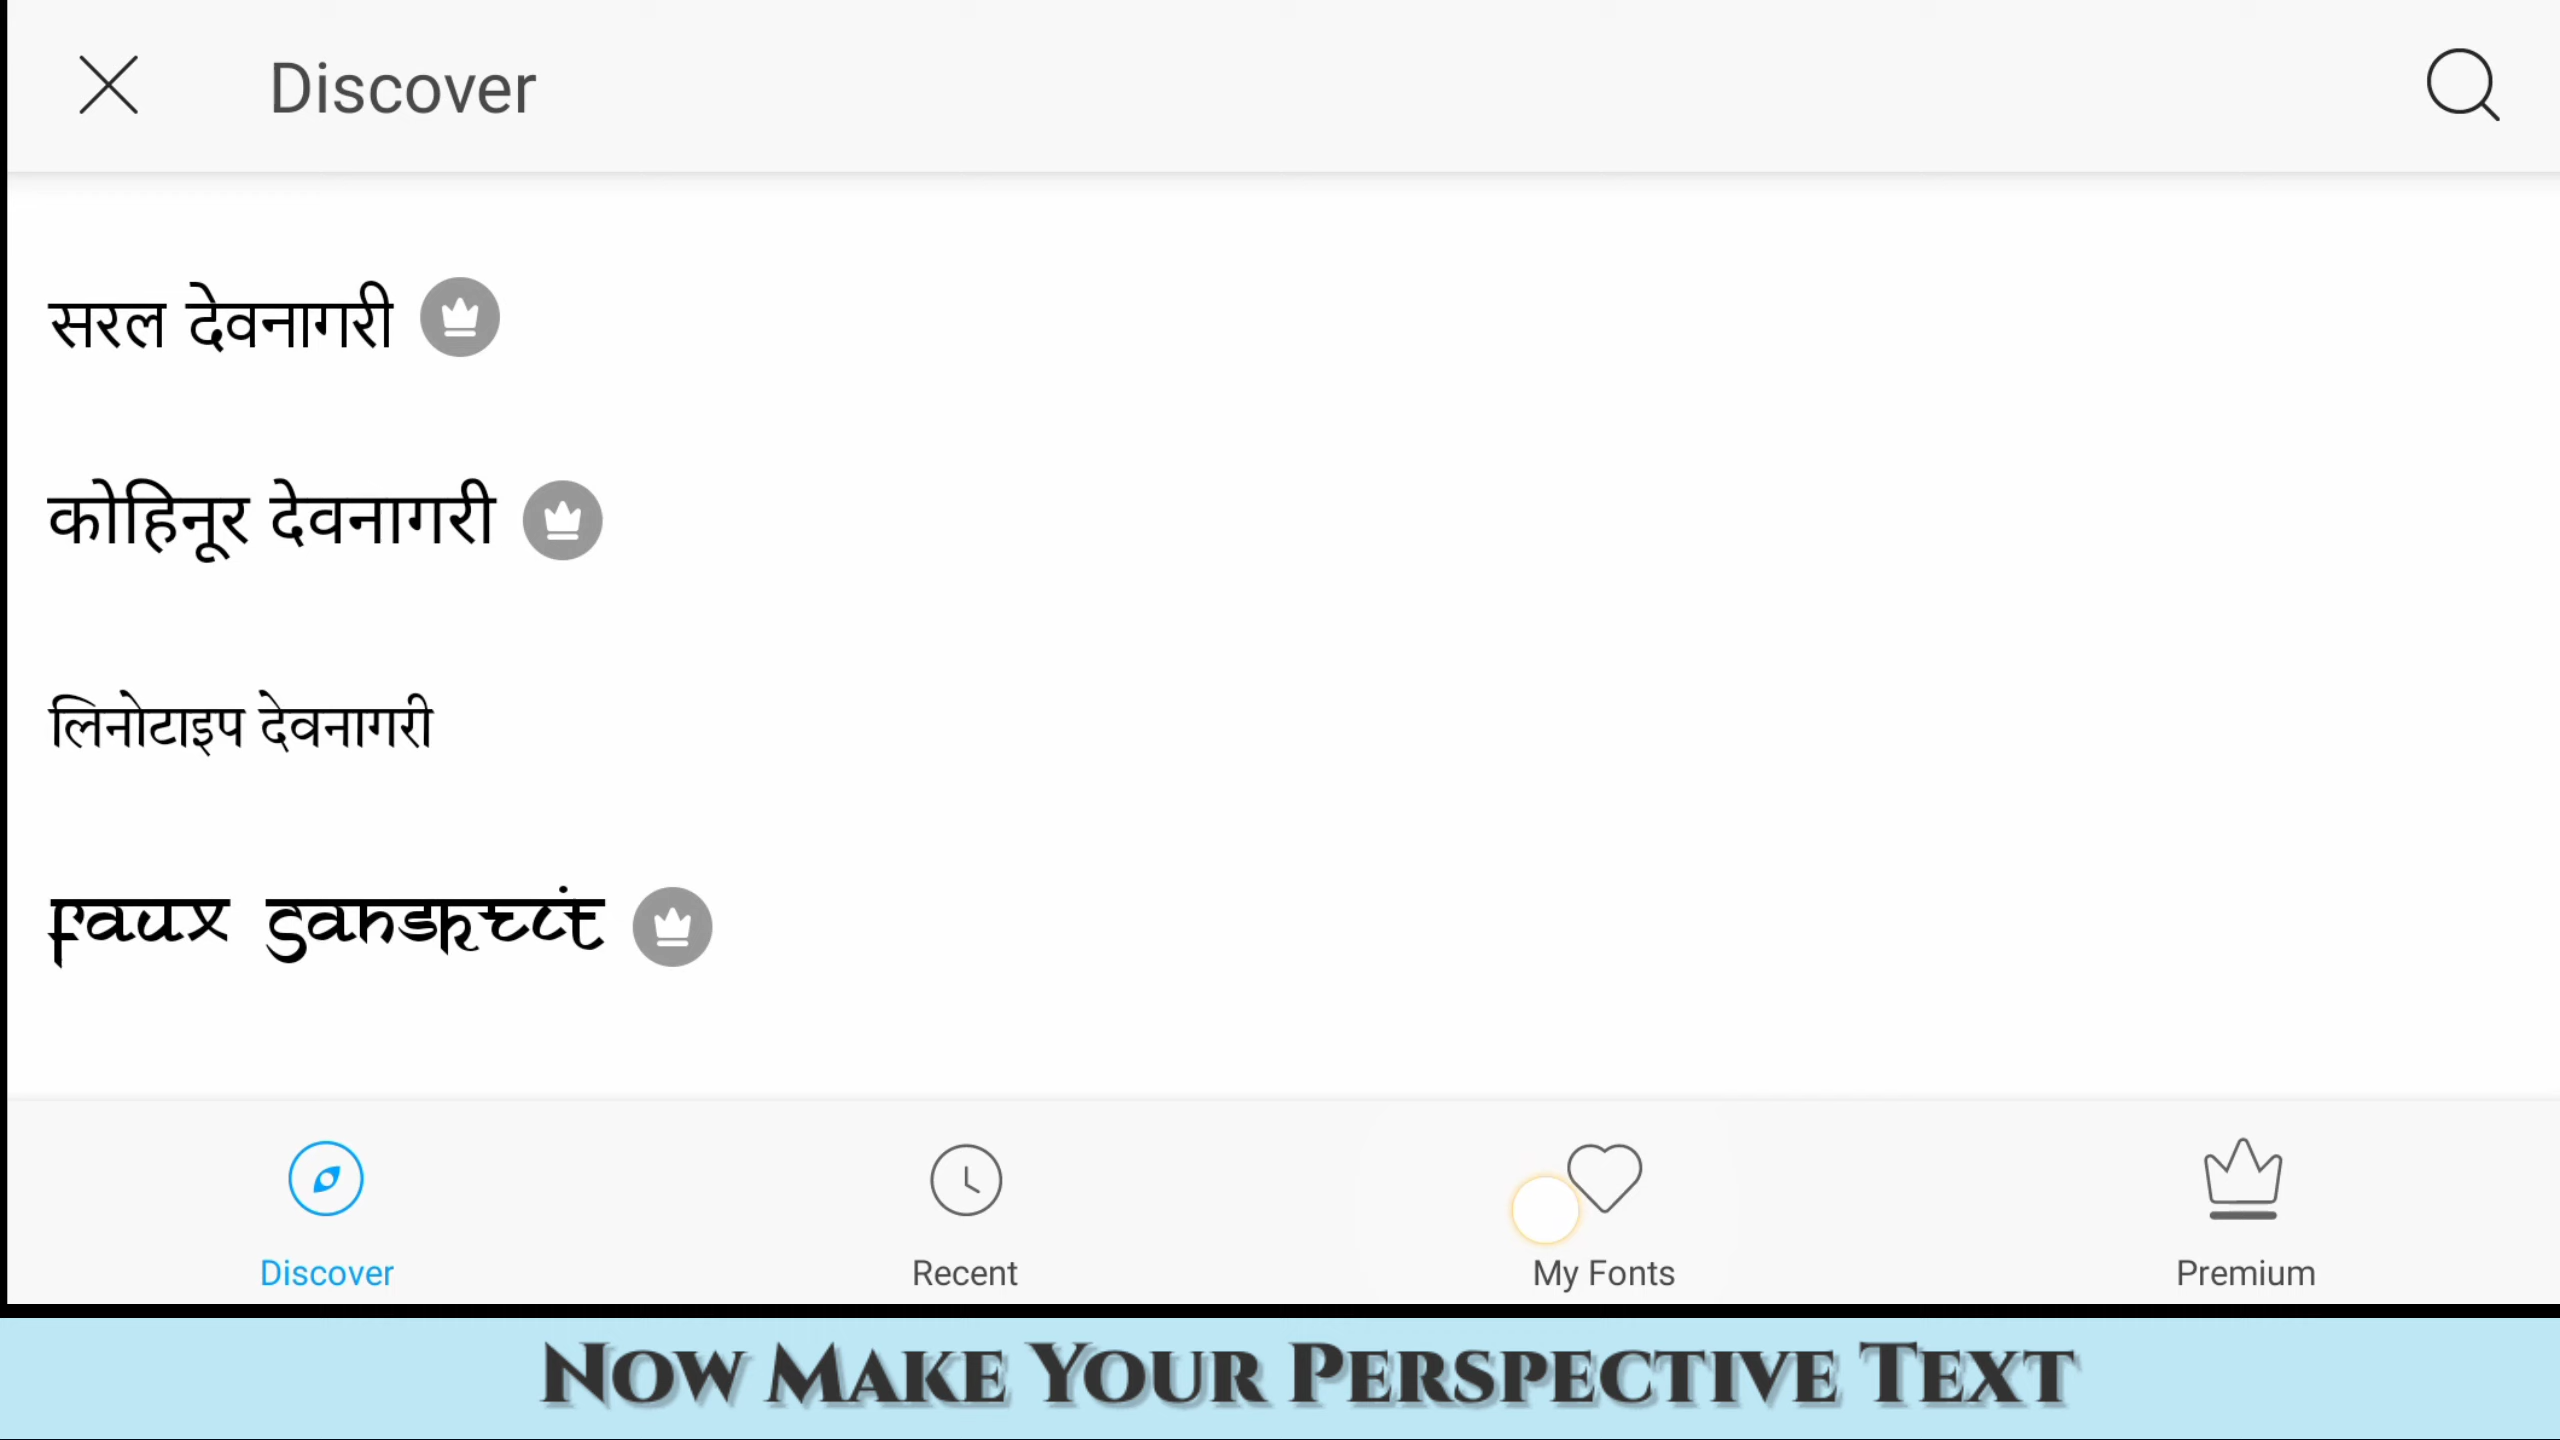 Discover
सरल देवनागरी
कोहिनूर देवनागरी
लिनोटाइप देवनागरी
Faux Sanskrit
Discover
Recent
My Fonts
Premium
Now Make Your Perspective Text